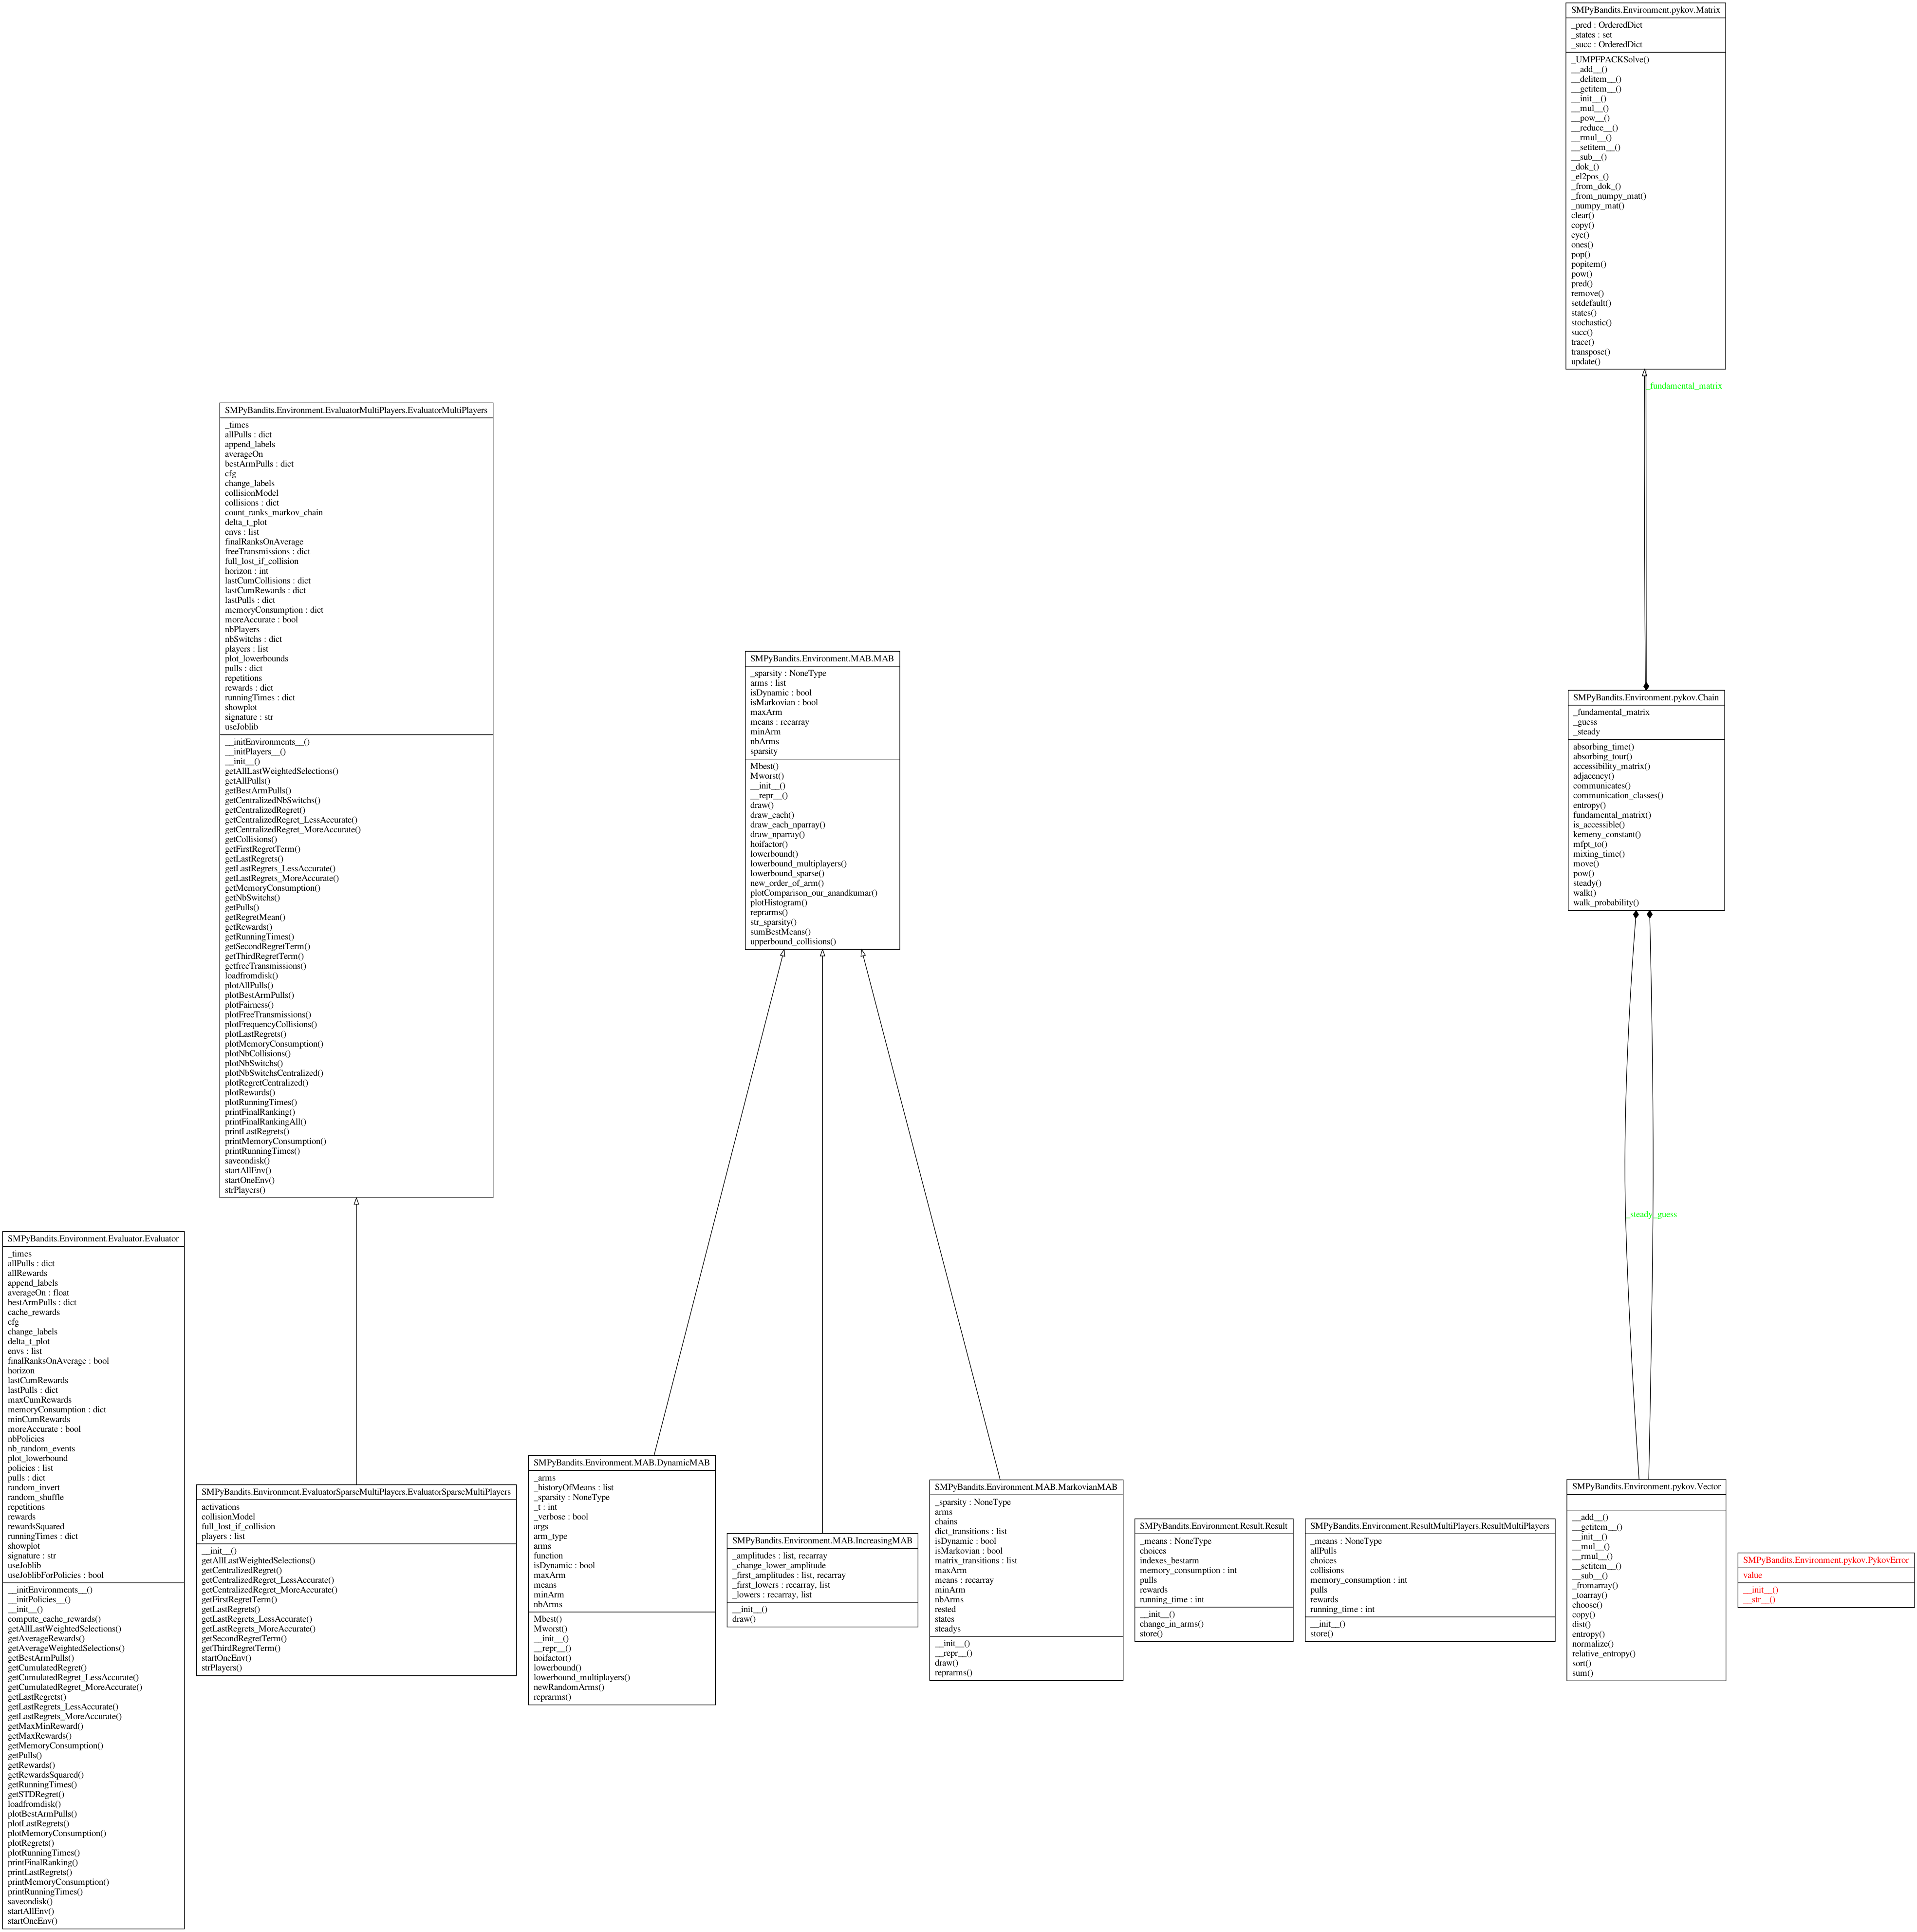 SMPyBandits.Environment.pykov.Matrix
_pred : OrderedDict
_states : set
_succ : OrderedDict
_UMPFPACKSolve()
__add__()
__delitem__()
__getitem__()
__init__()
__mul__()
__pow__()
__reduce__()
__rmul__()
__setitem__()
__sub__()
_dok_()
_el2pos_()
_from_dok_()
_from_numpy_mat()
_numpy_mat()
clear()
copy()
eye()
ones()
pop()
popitem()
pow()
pred()
remove()
setdefault()
states()
stochastic()
succ()
trace()
transpose()
update()
_fundamental_matrix
SMPyBandits.Environment.EvaluatorMultiPlayers.EvaluatorMultiPlayers
_times
allPulls : dict
append_labels
averageOn
bestArmPulls : dict
cfg
change_labels
collisionModel
collisions : dict
count_ranks_markov_chain
delta_t_plot
envs : list
finalRanksOnAverage
freeTransmissions : dict
full_lost_if_collision
horizon : int
lastCumCollisions : dict
lastCumRewards : dict
lastPulls : dict
memoryConsumption : dict
moreAccurate : bool
nbPlayers
nbSwitchs : dict
players : list
plot_lowerbounds
pulls : dict
repetitions
rewards : dict
runningTimes : dict
showplot
signature : str
useJoblib
__initEnvironments__()
__initPlayers__()
__init__()
getAllLastWeightedSelections()
getAllPulls()
getBestArmPulls()
getCentralizedNbSwitchs()
getCentralizedRegret()
getCentralizedRegret_LessAccurate()
getCentralizedRegret_MoreAccurate()
getCollisions()
getFirstRegretTerm()
getLastRegrets()
getLastRegrets_LessAccurate()
getLastRegrets_MoreAccurate()
getMemoryConsumption()
getNbSwitchs()
getPulls()
getRegretMean()
getRewards()
getRunningTimes()
getSecondRegretTerm()
getThirdRegretTerm()
getfreeTransmissions()
loadfromdisk()
plotAllPulls()
plotBestArmPulls()
plotFairness()
plotFreeTransmissions()
plotFrequencyCollisions()
plotLastRegrets()
plotMemoryConsumption()
plotNbCollisions()
plotNbSwitchs()
plotNbSwitchsCentralized()
plotRegretCentralized()
plotRewards()
plotRunningTimes()
printFinalRanking()
printFinalRankingAll()
printLastRegrets()
printMemoryConsumption()
printRunningTimes()
saveondisk()
startAllEnv()
startOneEnv()
strPlayers()
SMPyBandits.Environment.MAB.MAB
_sparsity : NoneType
arms : list
isDynamic : bool
isMarkovian : bool
maxArm
means : recarray
minArm
nbArms
sparsity
Mbest()
Mworst()
__init__()
__repr__()
draw()
draw_each()
draw_each_nparray()
draw_nparray()
hoifactor()
lowerbound()
lowerbound_multiplayers()
lowerbound_sparse()
new_order_of_arm()
plotComparison_our_anandkumar()
plotHistogram()
reprarms()
str_sparsity()
sumBestMeans()
upperbound_collisions()
SMPyBandits.Environment.pykov.Chain
_fundamental_matrix
_guess
_steady
absorbing_time()
absorbing_tour()
accessibility_matrix()
adjacency()
communicates()
communication_classes()
entropy()
fundamental_matrix()
is_accessible()
kemeny_constant()
mfpt_to()
mixing_time()
move()
pow()
steady()
walk()
walk_probability()
_steady _guess
SMPyBandits.Environment.Evaluator.Evaluator
_times
allPulls : dict
allRewards
append_labels
averageOn : float
bestArmPulls : dict
cache_rewards
cfg
change_labels
delta_t_plot
envs : list
finalRanksOnAverage : bool
horizon
lastCumRewards
lastPulls : dict
maxCumRewards
memoryConsumption : dict
minCumRewards
moreAccurate : bool
nbPolicies
nb_random_events
plot_lowerbound
policies : list
pulls : dict
random_invert
random_shuffle
repetitions
rewards
rewardsSquared
runningTimes : dict
showplot
signature : str
useJoblib
useJoblibForPolicies : bool
__initEnvironments__()
__initPolicies__()
__init__()
compute_cache_rewards()
getAllLastWeightedSelections()
getAverageRewards()
getAverageWeightedSelections()
getBestArmPulls()
getCumulatedRegret()
getCumulatedRegret_LessAccurate()
getCumulatedRegret_MoreAccurate()
getLastRegrets()
getLastRegrets_LessAccurate()
getLastRegrets_MoreAccurate()
getMaxMinReward()
getMaxRewards()
getMemoryConsumption()
getPulls()
getRewards()
getRewardsSquared()
getRunningTimes()
getSTDRegret()
loadfromdisk()
plotBestArmPulls()
plotLastRegrets()
plotMemoryConsumption()
plotRegrets()
plotRunningTimes()
printFinalRanking()
printLastRegrets()
printMemoryConsumption()
printRunningTimes()
saveondisk()
startAllEnv()
startOneEnv()
SMPyBandits.Environment.EvaluatorSparseMultiPlayers.EvaluatorSparseMultiPlayers
activations
collisionModel
full_lost_if_collision
players : list
__init__()
getAllLastWeightedSelections()
getCentralizedRegret()
getCentralizedRegret_LessAccurate()
getCentralizedRegret_MoreAccurate()
getFirstRegretTerm()
getLastRegrets()
getLastRegrets_LessAccurate()
getLastRegrets_MoreAccurate()
getSecondRegretTerm()
getThirdRegretTerm()
startOneEnv()
strPlayers()
SMPyBandits.Environment.MAB.DynamicMAB
_arms
_historyOfMeans : list
_sparsity : NoneType
_t : int
_verbose : bool
args
arm_type
arms
function
isDynamic : bool
maxArm
means
minArm
nbArms
Mbest()
Mworst()
__init__()
__repr__()
hoifactor()
lowerbound()
lowerbound_multiplayers()
newRandomArms()
reprarms()
SMPyBandits.Environment.MAB.IncreasingMAB
_amplitudes : list, recarray
_change_lower_amplitude
_first_amplitudes : list, recarray
_first_lowers : recarray, list
_lowers : recarray, list
__init__()
draw()
SMPyBandits.Environment.MAB.MarkovianMAB
_sparsity : NoneType
arms
chains
dict_transitions : list
isDynamic : bool
isMarkovian : bool
matrix_transitions : list
maxArm
means : recarray
minArm
nbArms
rested
states
steadys
__init__()
__repr__()
draw()
reprarms()
SMPyBandits.Environment.Result.Result
_means : NoneType
choices
indexes_bestarm
memory_consumption : int
pulls
rewards
running_time : int
__init__()
change_in_arms()
store()
SMPyBandits.Environment.ResultMultiPlayers.ResultMultiPlayers
_means : NoneType
allPulls
choices
collisions
memory_consumption : int
pulls
rewards
running_time : int
__init__()
store()
SMPyBandits.Environment.pykov.Vector
__add__()
__getitem__()
__init__()
__mul__()
__rmul__()
__setitem__()
__sub__()
_fromarray()
_toarray()
choose()
copy()
dist()
entropy()
normalize()
relative_entropy()
sort()
sum()
SMPyBandits.Environment.pykov.PykovError
value
__init__()
__str__()